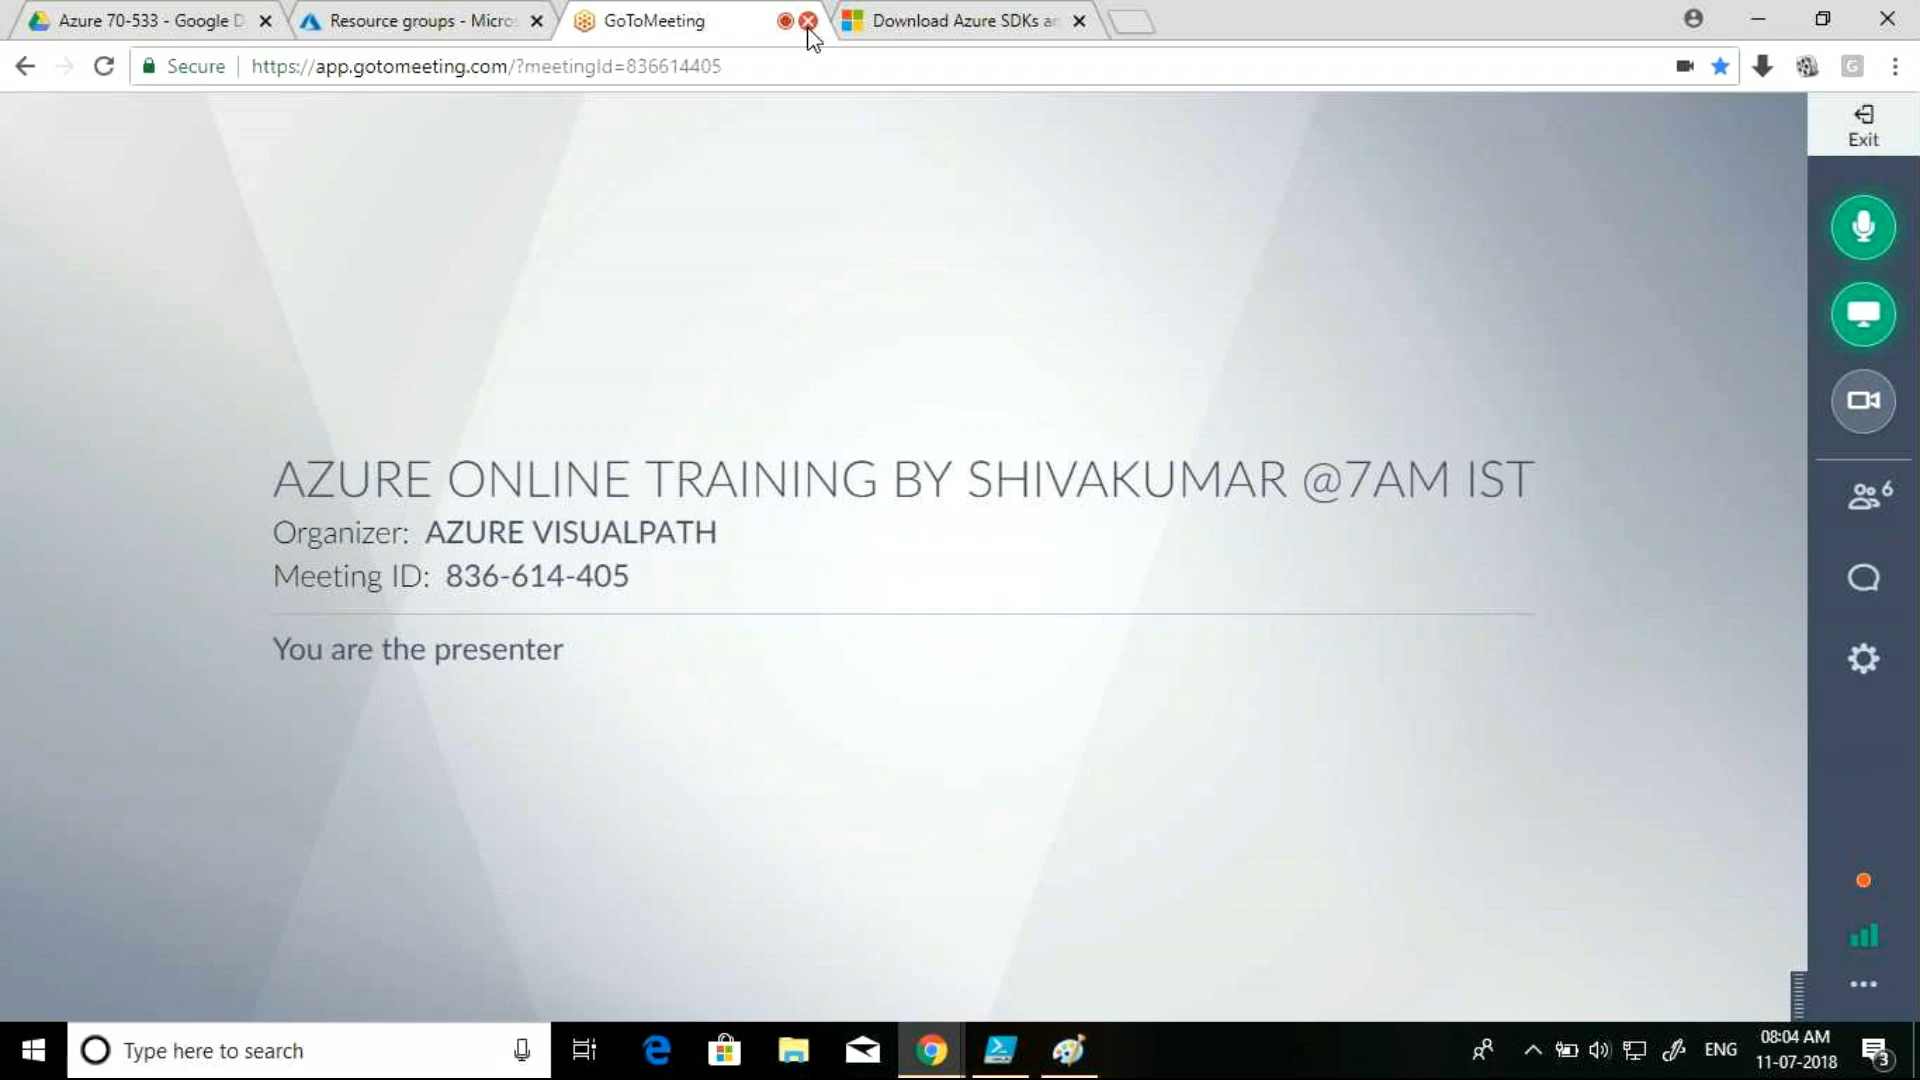 Azure 70-533 - Google D
Resource groups - Micro
GoToMeeting
Download Azure SDKs an
Secure
https://app.gotomeeting.com/?meetingId=836614405
G
Exit
6
AZURE ONLINE TRAINING BY SHIVAKUMAR @7AM IST
Organizer: AZURE VISUALPATH
Meeting ID: 836-614-405
You are the presenter
Type here to search
ENG
08:04 AM
11-07-2018
3